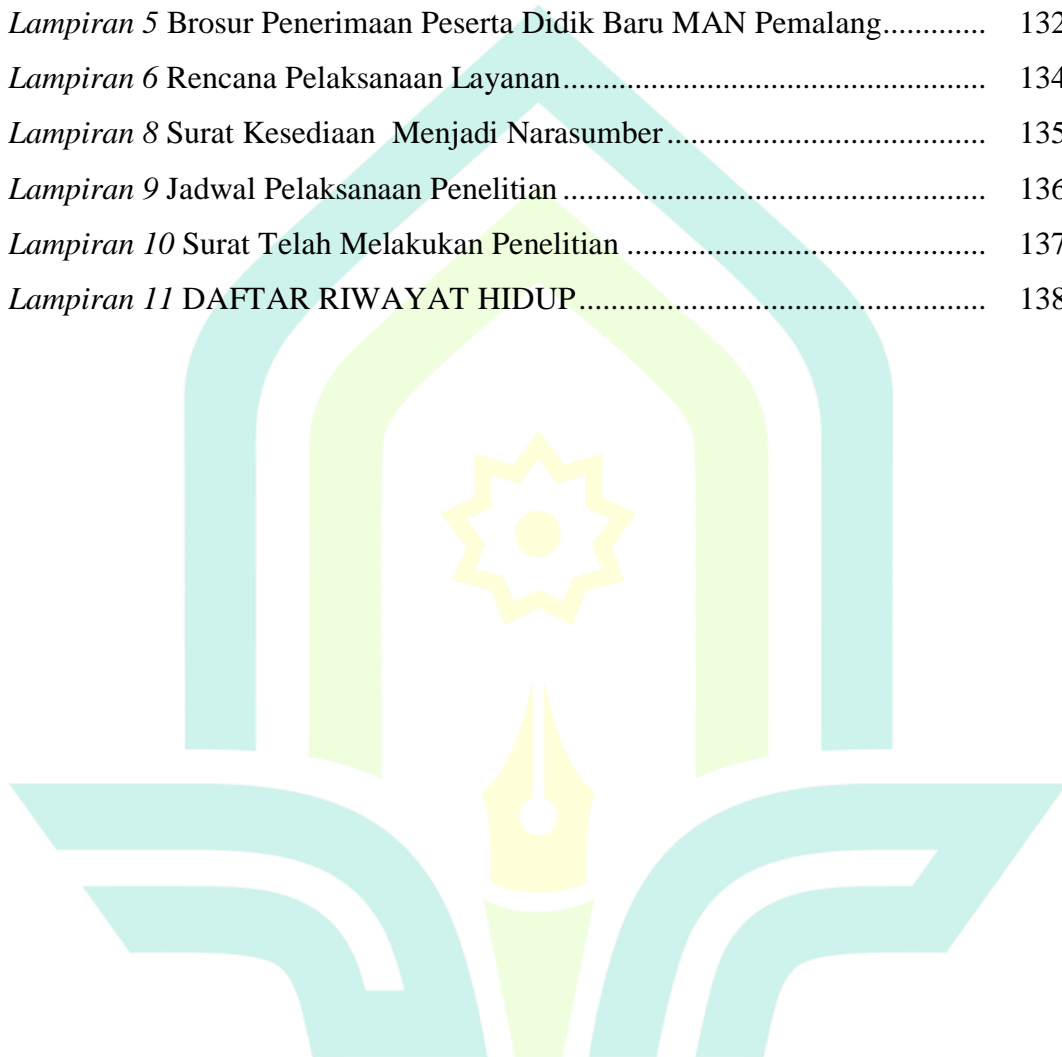 Lampiran 5 Brosur Penerimaan Peserta Didik Baru MAN Pemalang............. 132
Lampiran 6 Rencana Pelaksanaan Layanan.................................................... 134
Lampiran 8 Surat Kesediaan  Menjadi Narasumber....................................... 135
Lampiran 9 Jadwal Pelaksanaan Penelitian.................................................... 136
Lampiran 10 Surat Telah Melakukan Penelitian............................................ 137
Lampiran 11 DAFTAR RIWAYAT HIDUP.................................................. 138